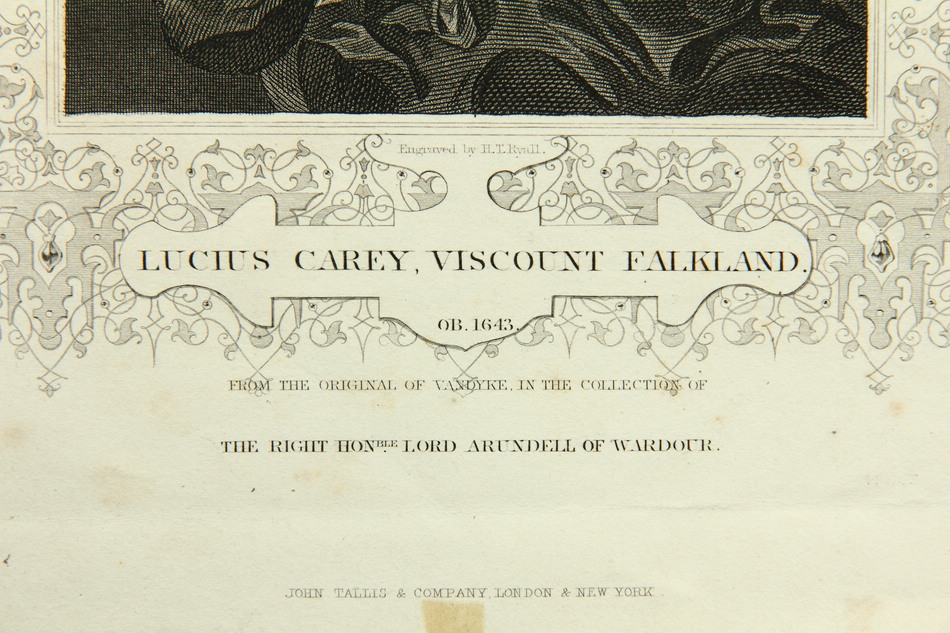 Engraved by H.T. Ryall.
LUCIUS CAREY, VISCOUNT FALKLAND.
OB. 1643.
FROM THE ORIGINAL OF VANDYKE, IN THE COLLECTION OF
THE RIGHT HONBLE LORD ARUNDELL OF WARDOUR.
JOHN TALLIS & COMPANY, LONDON & NEW YORK